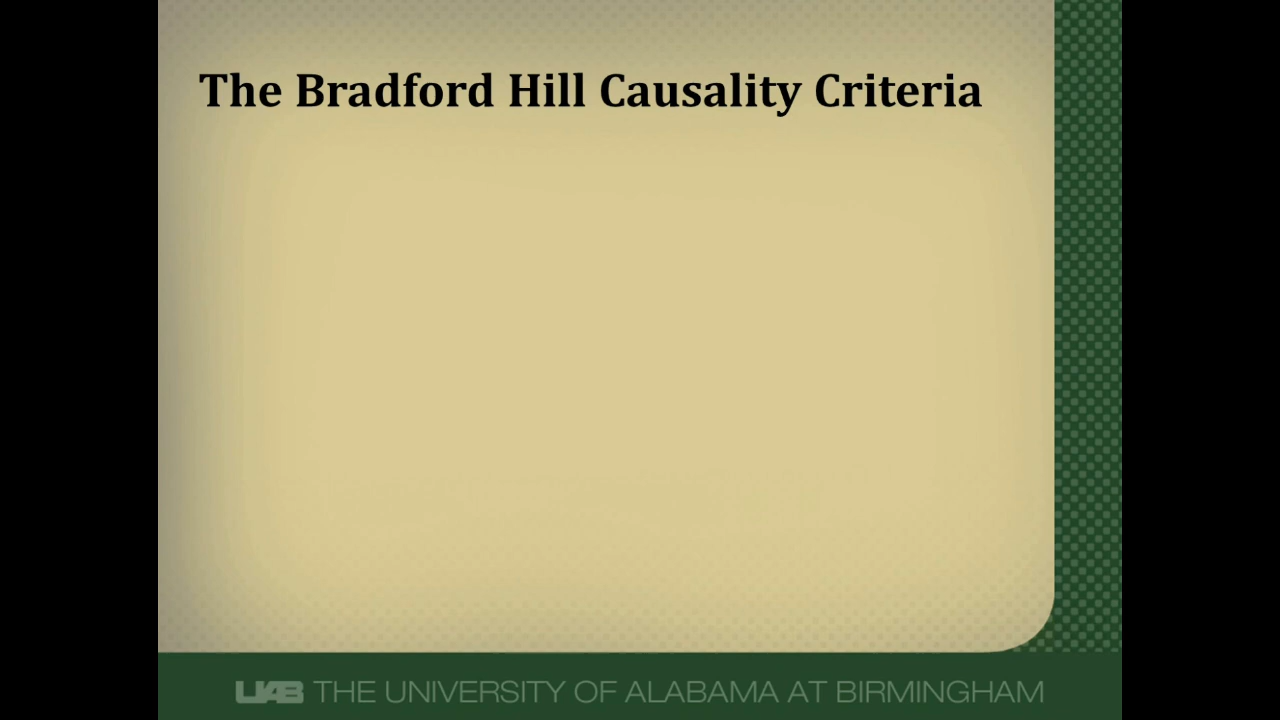 The Bradford Hill Causality Criteria
UAB THE UNIVERSITY OF ALABAMA AT BIRMINGHAM